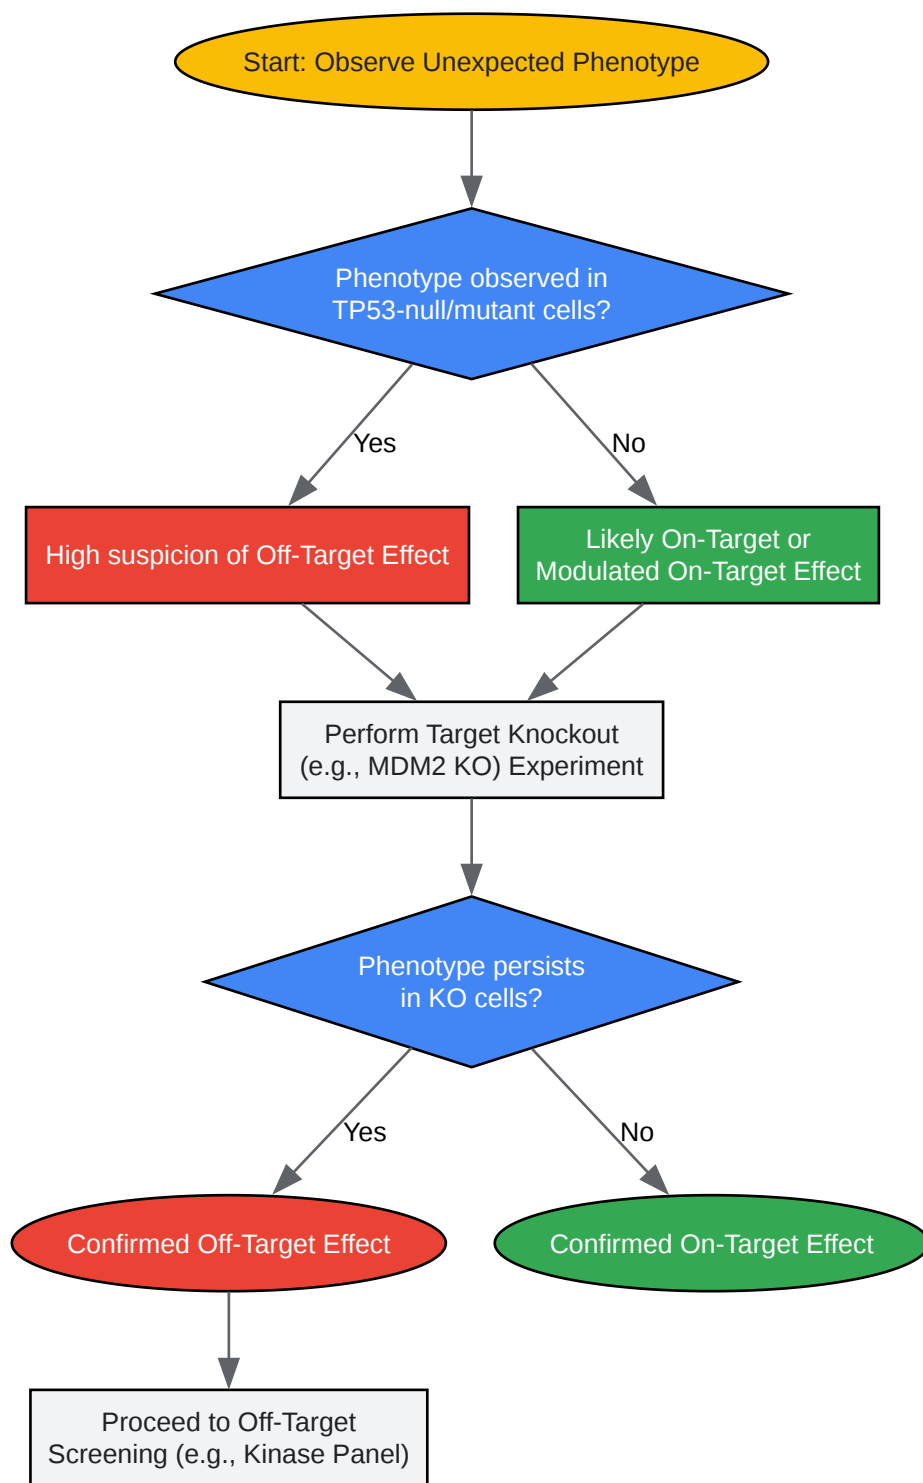 Start: Observe Unexpected Phenotype
Phenotype observed in
TP53-null/mutant cells?
Yes
No
High suspicion of Off-Target Effect
Likely On-Target or
Modulated On-Target Effect
Perform Target Knockout
(e.g., MDM2 KO) Experiment
Phenotype persists
in KO cells?
Yes
No
Confirmed Off-Target Effect
Confirmed On-Target Effect
Proceed to Off-Target
Screening (e.g., Kinase Panel)